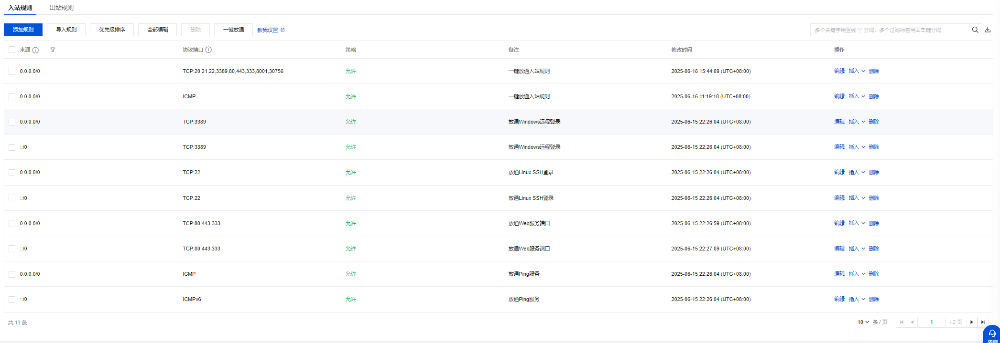 入站规则 出站规则
添加规则 导入规则 优先级排序 全部编辑 删除 一键放通 教我设置 多个关键字用竖线 "|" 分隔，多个过滤标签用回车键分隔
来源 协议端口 策略 备注 修改时间 操作
0.0.0.0/0 TCP:20,21,22,3389,80,443,333,8001,30756 允许 一键放通入站规则 2025-06-16 15:44:09 (UTC+08:00) 编辑 插入 删除
0.0.0.0/0 ICMP 允许 一键放通入站规则 2025-06-16 11:19:18 (UTC+08:00) 编辑 插入 删除
0.0.0.0/0 TCP:3389 允许 放通Windows远程登录 2025-06-15 22:26:04 (UTC+08:00) 编辑 插入 删除
::/0 TCP:3389 允许 放通Windows远程登录 2025-06-15 22:26:04 (UTC+08:00) 编辑 插入 删除
0.0.0.0/0 TCP:22 允许 放通Linux SSH登录 2025-06-15 22:26:04 (UTC+08:00) 编辑 插入 删除
::/0 TCP:22 允许 放通Linux SSH登录 2025-06-15 22:26:04 (UTC+08:00) 编辑 插入 删除
0.0.0.0/0 TCP:80,443,333 允许 放通Web服务端口 2025-06-15 22:26:59 (UTC+08:00) 编辑 插入 删除
::/0 TCP:80,443,333 允许 放通Web服务端口 2025-06-15 22:27:09 (UTC+08:00) 编辑 插入 删除
0.0.0.0/0 ICMP 允许 放通Ping服务 2025-06-15 22:26:04 (UTC+08:00) 编辑 插入 删除
::/0 ICMPv6 允许 放通Ping服务 2025-06-15 22:26:04 (UTC+08:00) 编辑 插入 删除
共 13 条 10 条 / 页 1 / 2 页
咨询